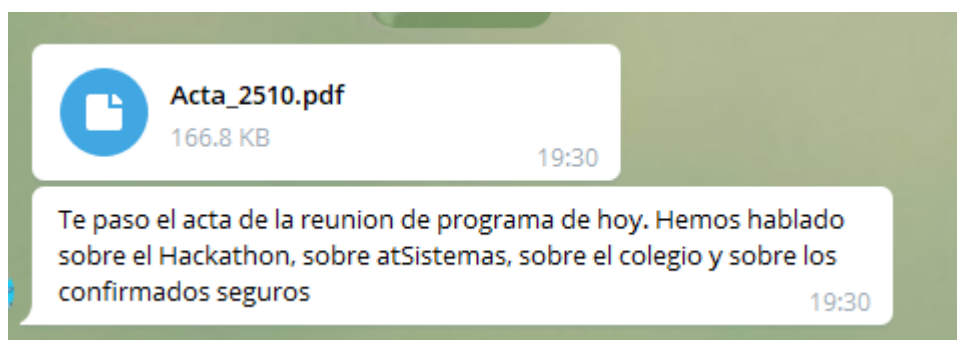 Acta_2510.pdf
166.8 KB
19:30
Te paso el acta de la reunion de programa de hoy. Hemos hablado
sobre el Hackathon, sobre atSistemas, sobre el colegio y sobre los
confirmados seguros
19:30